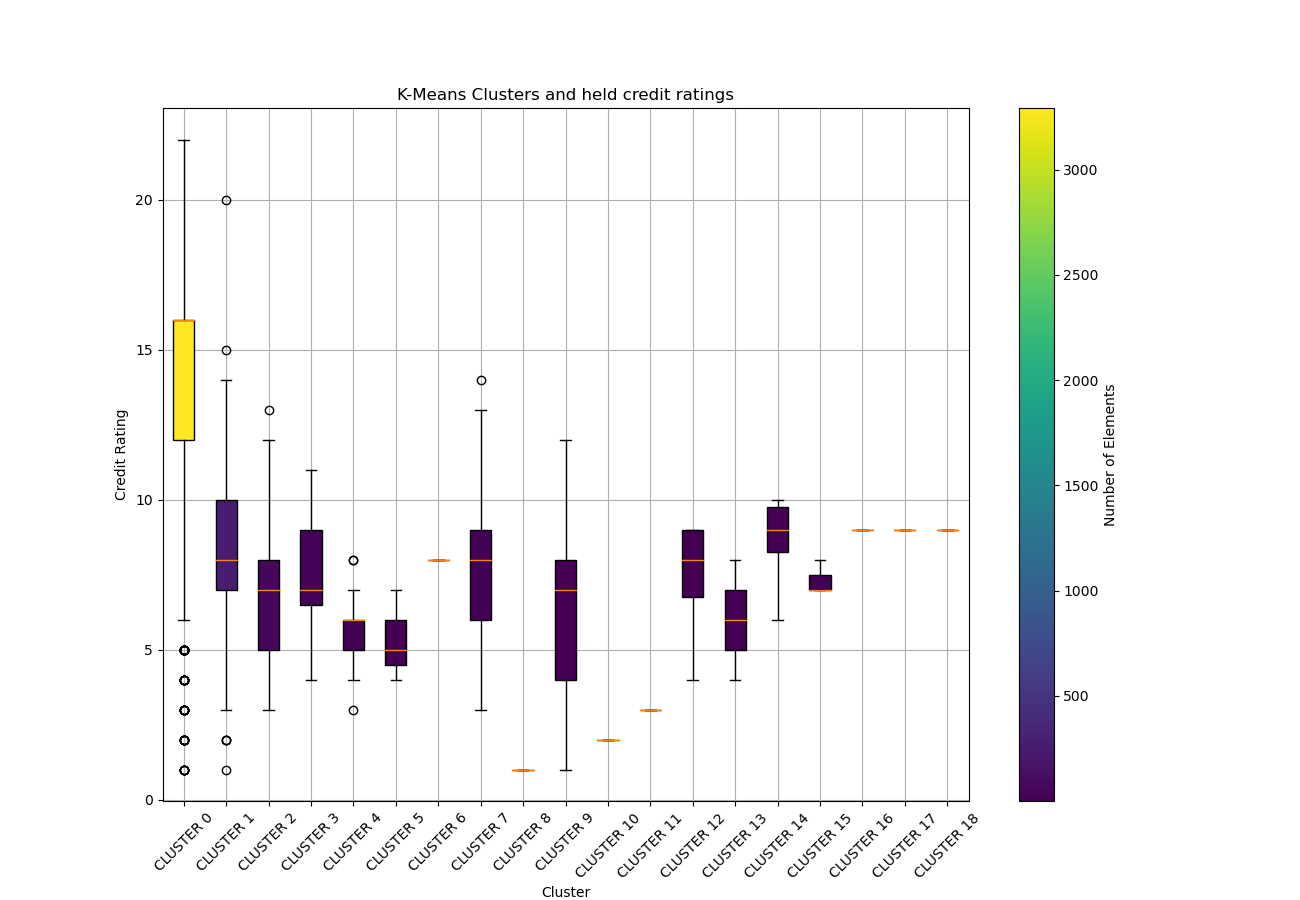 K-Means Clusters and held credit ratings
Credit Rating
20
15
10
5
0
CLUSTER 0
CLUSTER 1
CLUSTER 2
CLUSTER 3
CLUSTER 4
CLUSTER 5
CLUSTER 6
CLUSTER 7
CLUSTER 8
CLUSTER 9
CLUSTER 10
CLUSTER 11
CLUSTER 12
CLUSTER 13
CLUSTER 14
CLUSTER 15
CLUSTER 16
CLUSTER 17
CLUSTER 18
Cluster
3000
2500
2000
1500
1000
500
Number of Elements